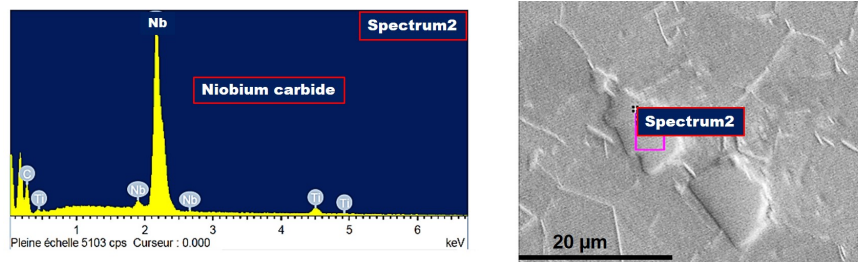 Nb
Spectrum2
Niobium carbide
C
Ti
Nb
Nb
Ti
Ti
1 2 3 4 5 6
Pleine échelle 5103 cps Curseur : 0.000 keV
Spectrum2
20 µm